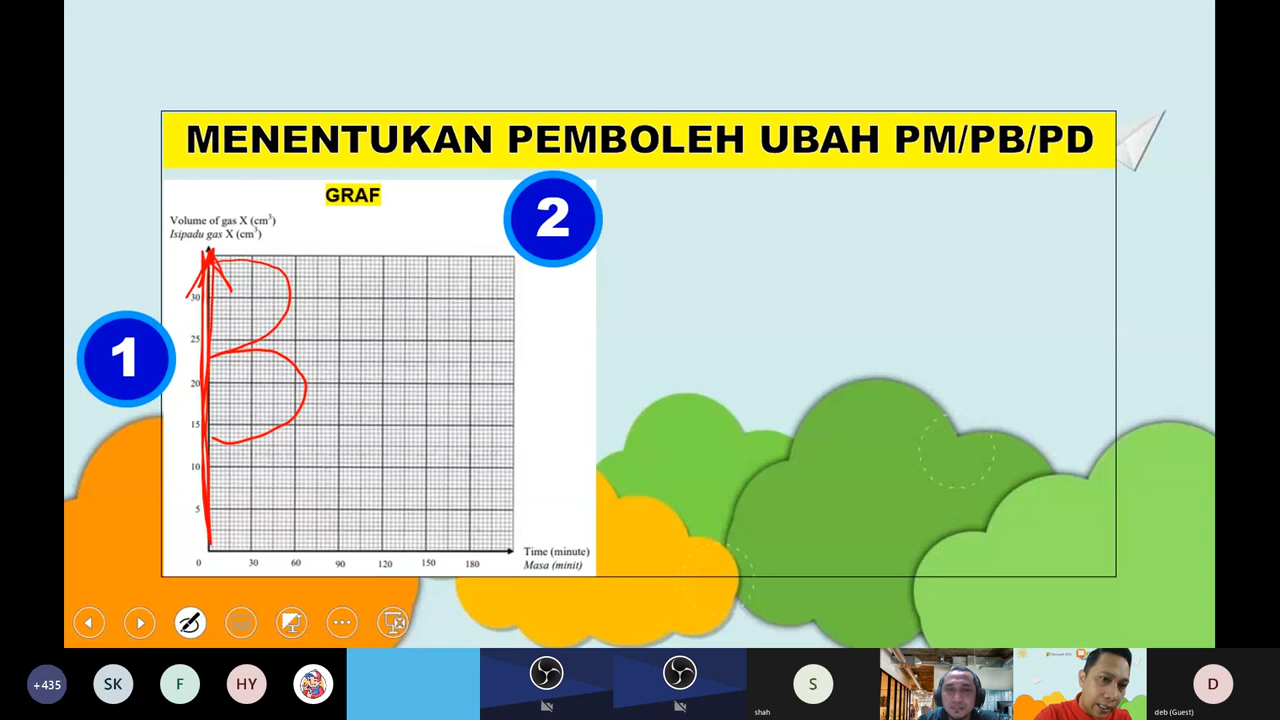 MENENTUKAN PEMBOLEH UBAH PM/PB/PD
GRAF
2
Volume of gas X (cm³)
Isipadu gas X (cm³)
30
25
1
20
15
10
5
0 30 60 90 120 150 180
Time (minute)
Masa (minit)
B
+435
SK
F
HY
S
shah
D
deb (Guest)